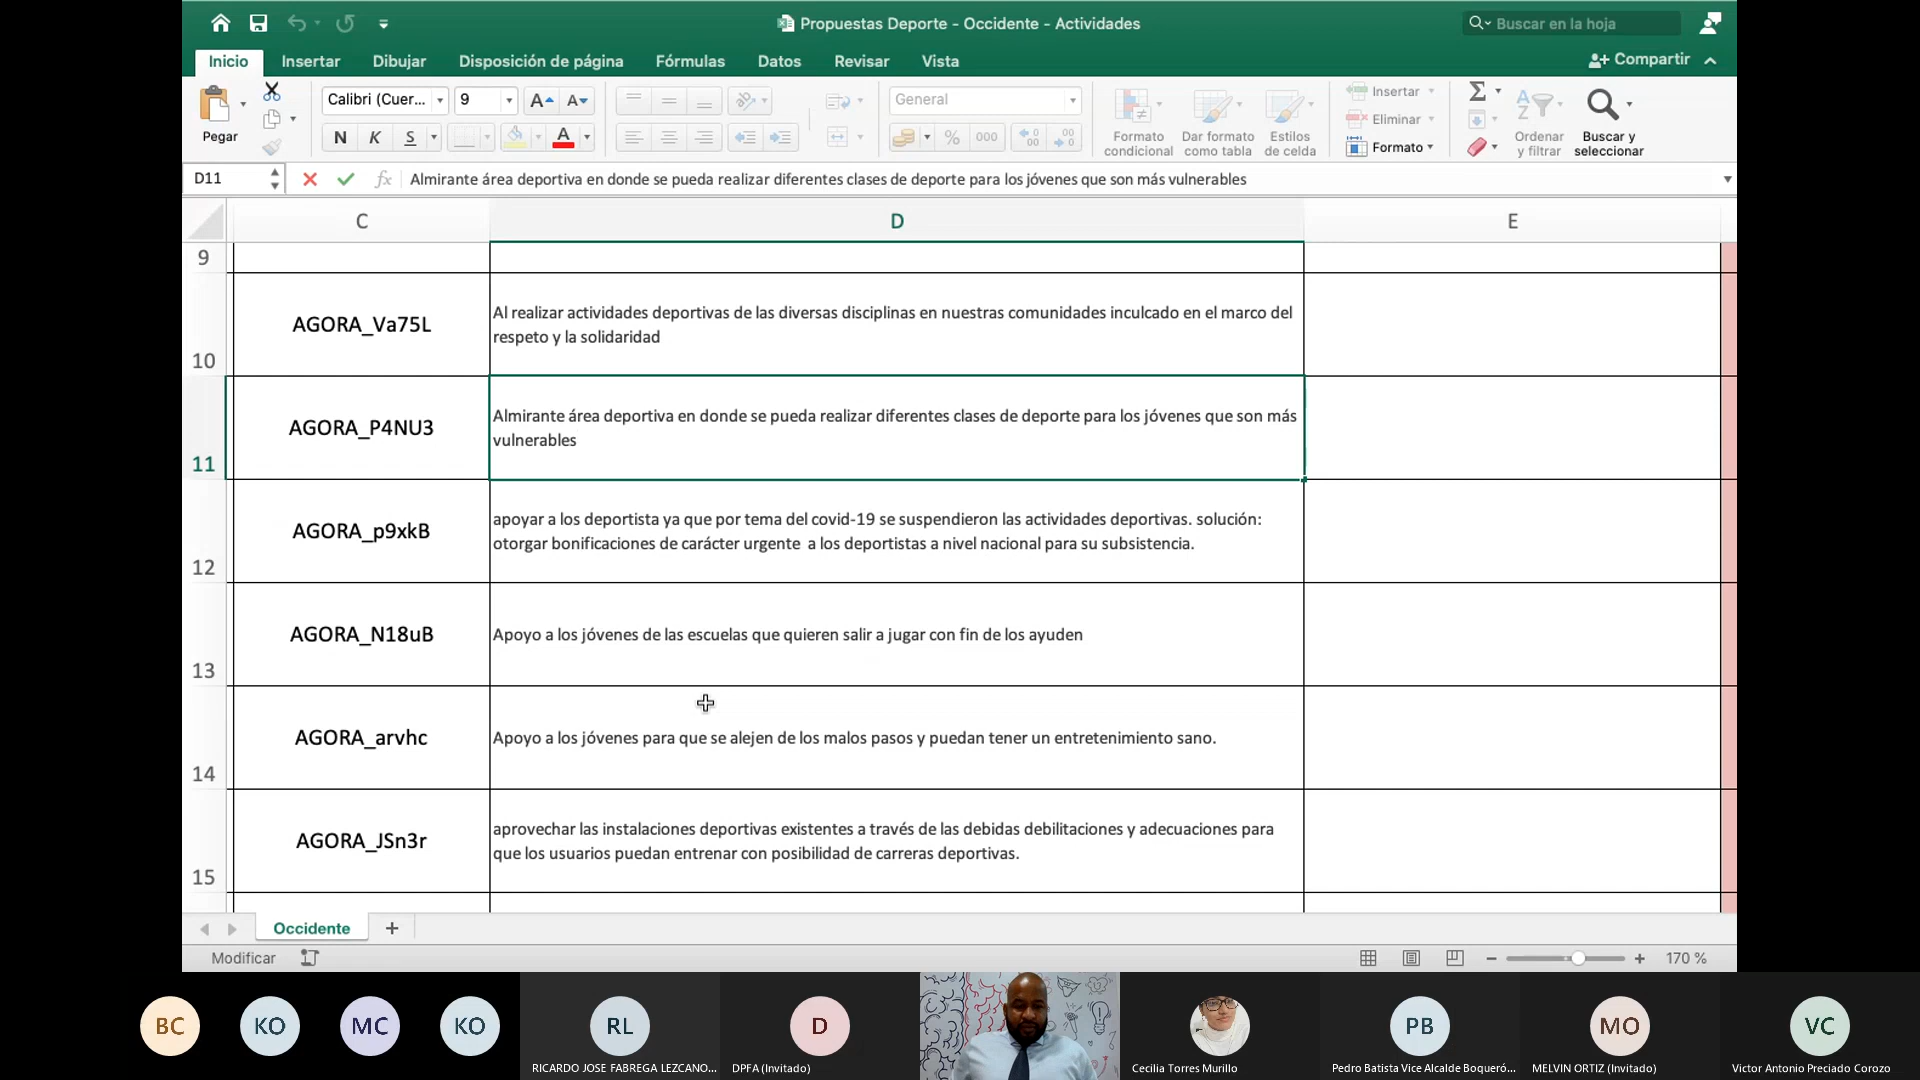 Propuestas Deporte - Occidente - Actividades
Buscar en la hoja
Inicio
Insertar
Dibujar
Disposición de página
Fórmulas
Datos
Revisar
Vista
Compartir
Pegar
Calibri (Cuer...
9
A
A
N
K
S
A
General
%
000
Formato
condicional
Dar formato
como tabla
Estilos
de celda
Insertar
Eliminar
Formato
Ordenar
y filtrar
Buscar y
seleccionar
D11
fx
Almirante área deportiva en donde se pueda realizar diferentes clases de deporte para los jóvenes que son más vulnerables
C
D
E
9
10
AGORA_Va75L
Al realizar actividades deportivas de las diversas disciplinas en nuestras comunidades inculcado en el marco del
respeto y la solidaridad
11
AGORA_P4NU3
Almirante área deportiva en donde se pueda realizar diferentes clases de deporte para los jóvenes que son más
vulnerables
12
AGORA_p9xkB
apoyar a los deportista ya que por tema del covid-19 se suspendieron las actividades deportivas. solución:
otorgar bonificaciones de carácter urgente  a los deportistas a nivel nacional para su subsistencia.
13
AGORA_N18uB
Apoyo a los jóvenes de las escuelas que quieren salir a jugar con fin de los ayuden
14
AGORA_arvhc
Apoyo a los jóvenes para que se alejen de los malos pasos y puedan tener un entretenimiento sano.
15
AGORA_JSn3r
aprovechar las instalaciones deportivas existentes a través de las debidas debilitaciones y adecuaciones para
que los usuarios puedan entrenar con posibilidad de carreras deportivas.
Occidente
Modificar
170 %
BC
KO
MC
KO
RL
RICARDO JOSE FABREGA LEZCANO...
D
DPFA (Invitado)
Cecilia Torres Murillo
PB
Pedro Batista Vice Alcalde Boqueró...
MO
MELVIN ORTIZ (Invitado)
VC
Victor Antonio Preciado Corozo